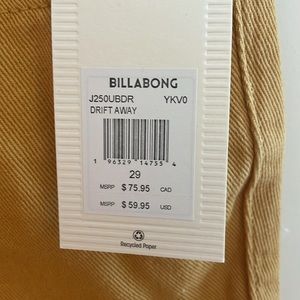 BILLABONG
J250UBDR YKV0
DRIFT AWAY
1 96329 14755 4
29
MSRP $ 75.95 CAD
MSRP $ 59.95 USD
Recycled Paper